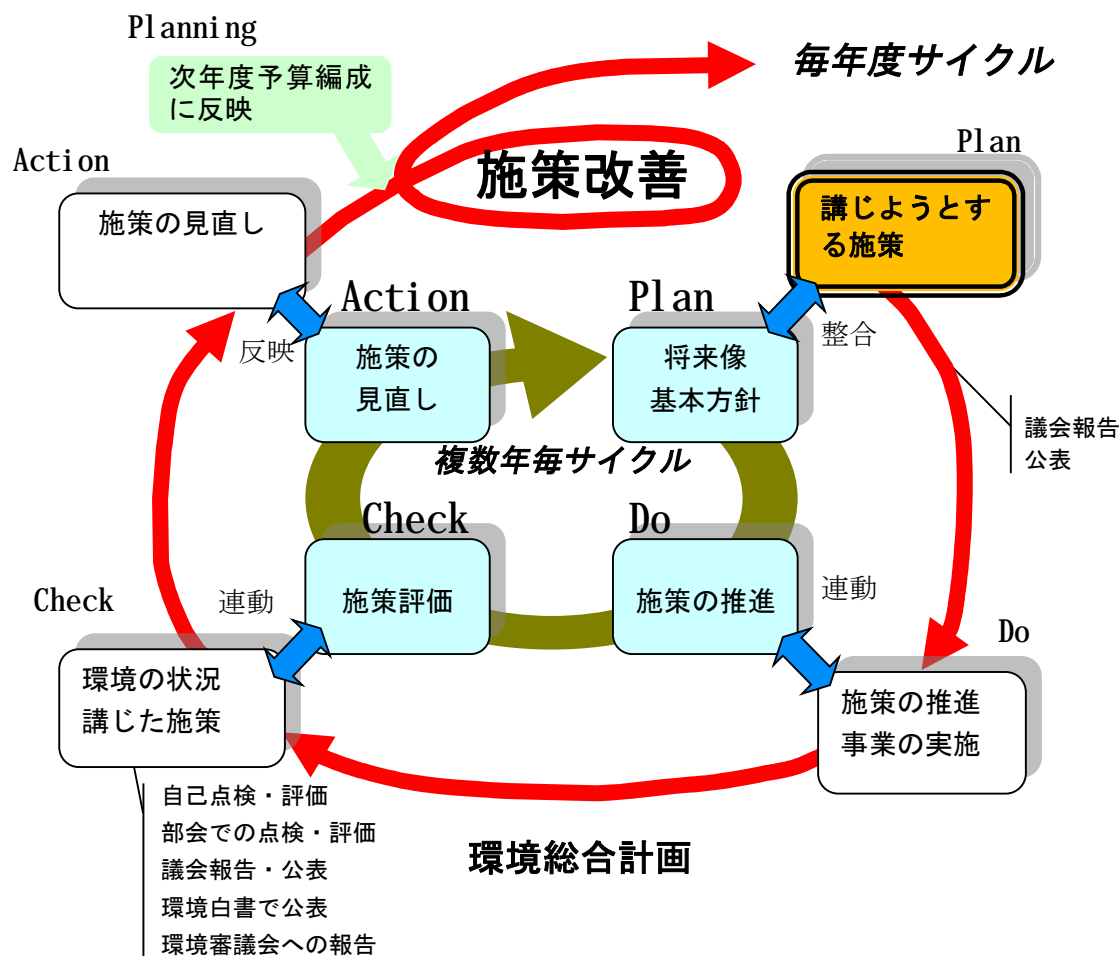 Planning
次年度予算編成
に反映
毎年度サイクル
Action
施策の見直し
施策改善
Plan
講じようとす
る施策
反映
Action
施策の
見直し
Plan
将来像
基本方針
整合
議会報告
公表
複数年毎サイクル
Check
施策評価
Do
施策の推進
連動
連動
Check
環境の状況
講じた施策
Do
施策の推進
事業の実施
自己点検・評価
部会での点検・評価
議会報告・公表
環境白書で公表
環境審議会への報告
環境総合計画